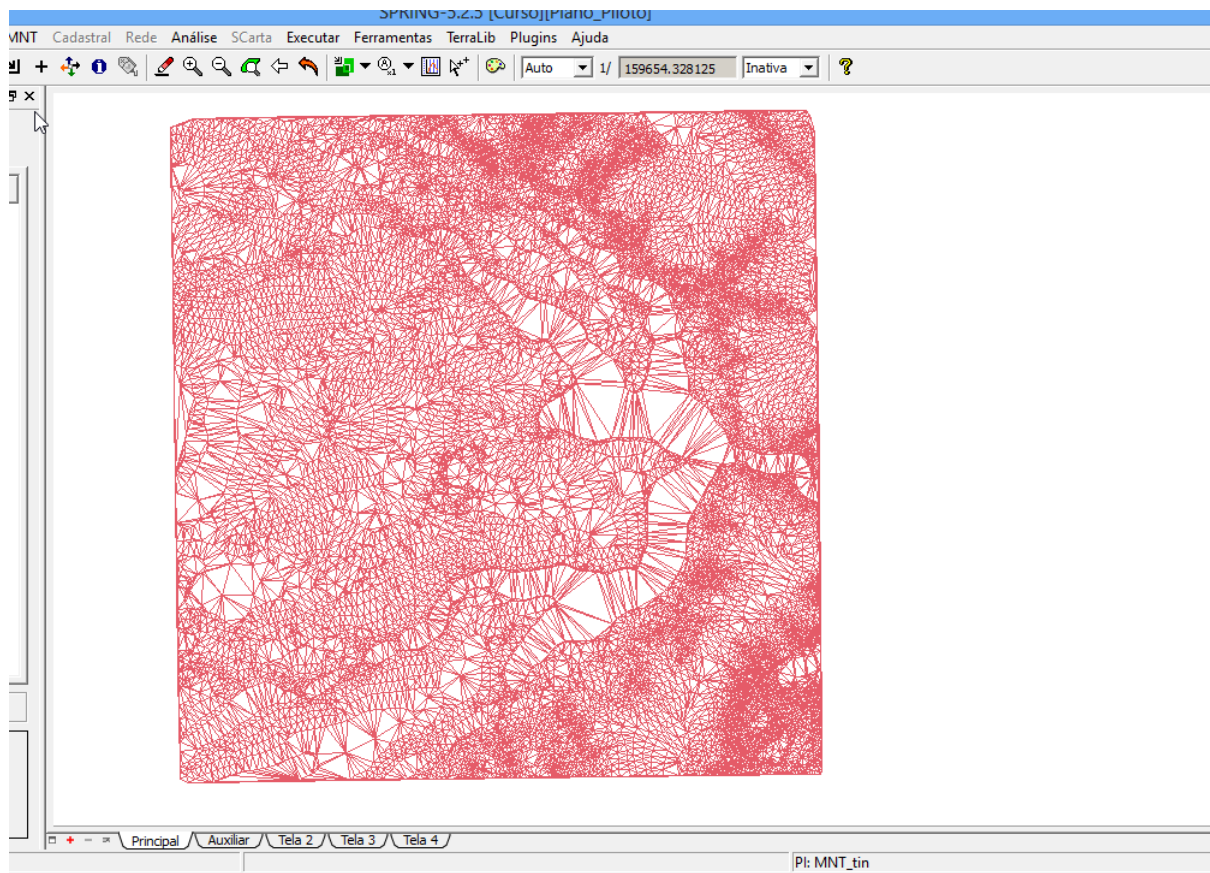 SPRING-5.2.5 [Curso][Plano_Piloto]
MNT Cadastral Rede Análise SCarta Executar Ferramentas TerraLib Plugins Ajuda
Auto 1/ 159654.328125 Inativa
Principal Auxiliar Tela 2 Tela 3 Tela 4
PI: MNT_tin